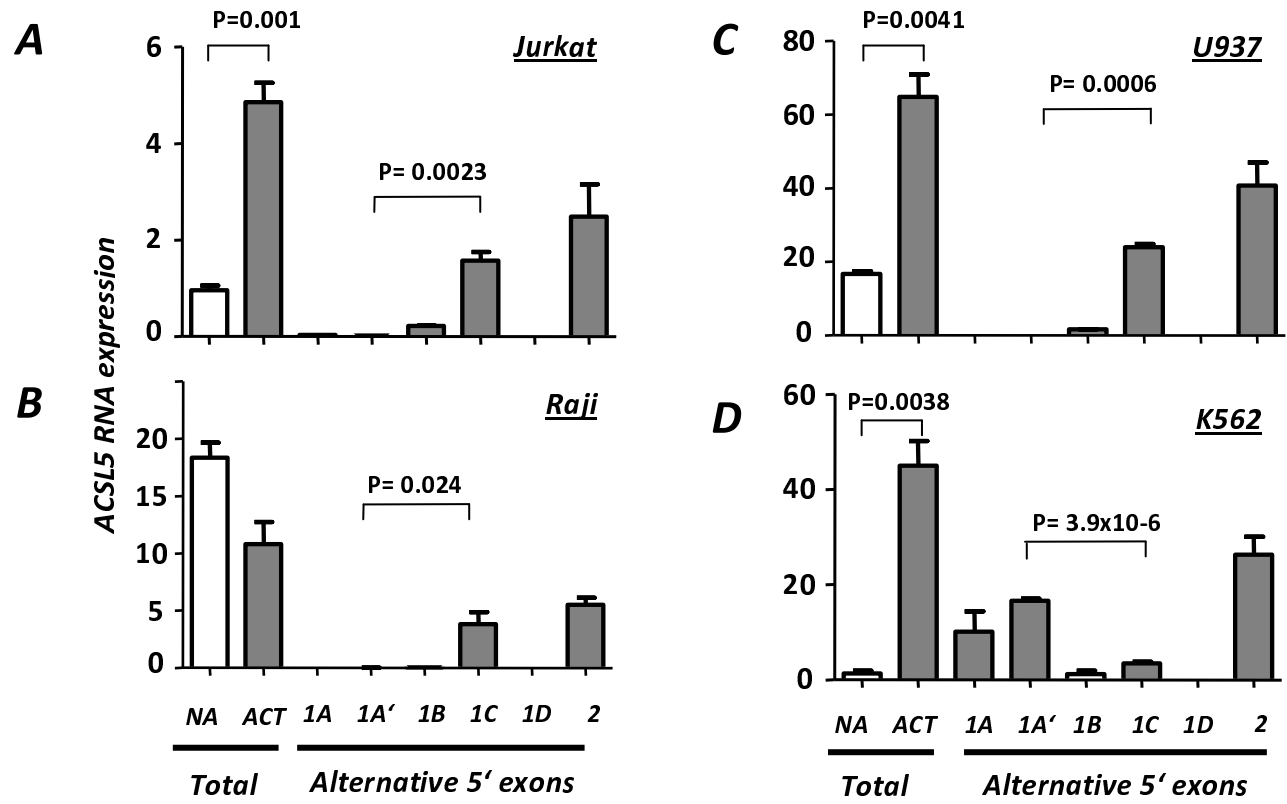 ACSL5 RNA expression
A
P=0.001
Jurkat
6
4
2
0
P= 0.0023
B
Raji
20
15
10
5
0
P= 0.024
NA ACT 1A 1A‘ 1B 1C 1D 2
Total
Alternative 5‘ exons
C
P=0.0041
U937
80
60
40
20
0
P= 0.0006
D
P=0.0038
K562
60
40
20
0
P= 3.9x10-6
NA ACT 1A 1A‘ 1B 1C 1D 2
Total
Alternative 5‘ exons